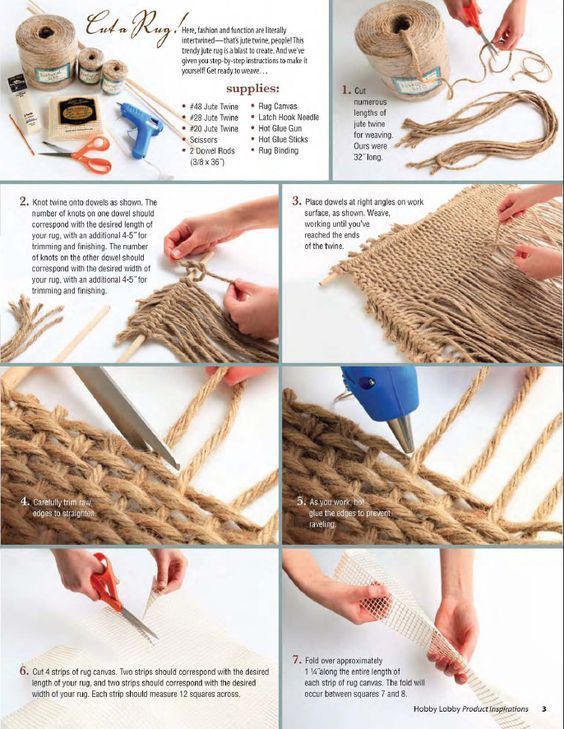 Cut a Rug!
Here, fashion and function are literally
intertwined—that's jute twine, people! This
trendy jute rug is a blast to create. And we've
given you step-by-step instructions to make it
yourself! Get ready to weave . . .
supplies:
• #48 Jute Twine
• #28 Jute Twine
• #20 Jute Twine
• Scissors
• 2 Dowel Rods
(3/8 x 36")
• Rug Canvas
• Latch Hook Needle
• Hot Glue Gun
• Hot Glue Sticks
• Rug Binding
1. Cut
numerous
lengths of
jute twine
for weaving.
Ours were
32" long.
2. Knot twine onto dowels as shown. The
number of knots on one dowel should
correspond with the desired length of
your rug, with an additional 4-5" for
trimming and finishing. The number
of knots on the other dowel should
correspond with the desired width of
your rug, with an additional 4-5" for
trimming and finishing.
3. Place dowels at right angles on work
surface, as shown. Weave,
working until you've
reached the ends
of the twine.
4. Carefully trim raw
edges to straighten.
5. As you work, hot
glue the edges to prevent
raveling.
6. Cut 4 strips of rug canvas. Two strips should correspond with the desired
length of your rug, and two strips should correspond with the desired
width of your rug. Each strip should measure 12 squares across.
7. Fold over approximately
1 ¼" along the entire length of
each strip of rug canvas. The fold will
occur between squares 7 and 8.
Hobby Lobby Product Inspirations 3